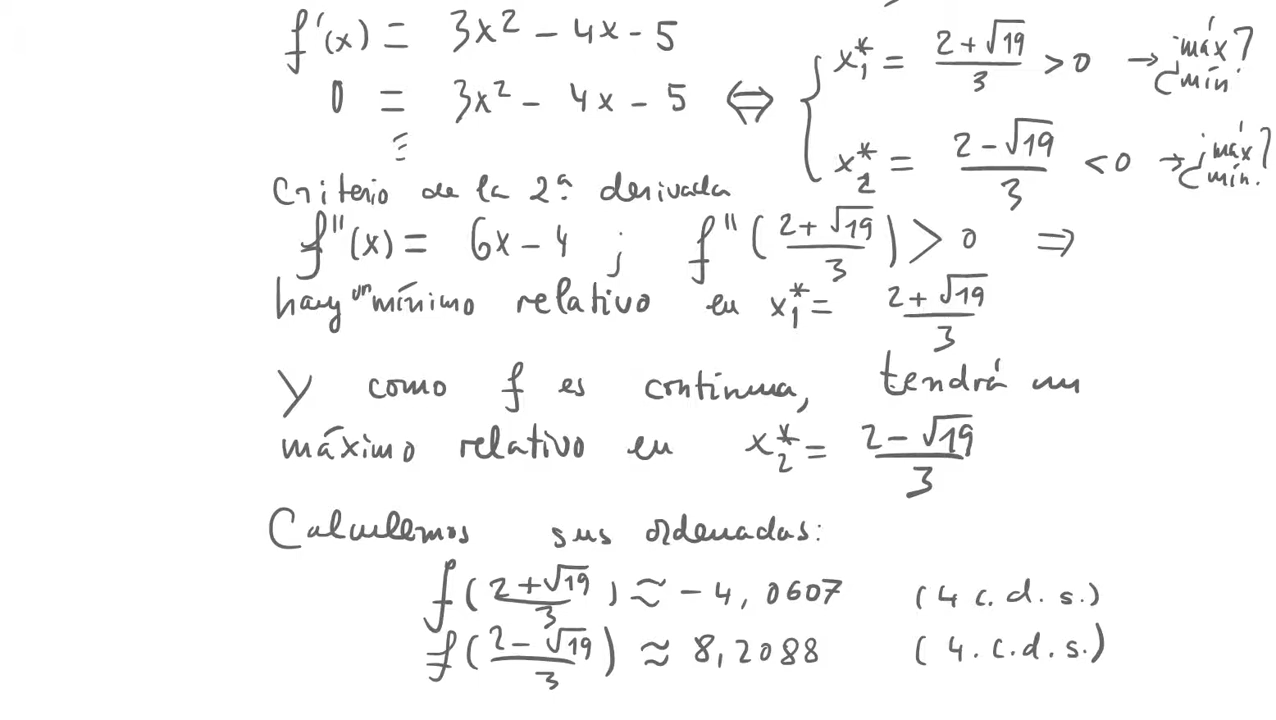 f'(x) = 3x² - 4x - 5
0 = 3x² - 4x - 5 ⇔ { x₁* = (2+√19)/3 > 0 → ¿máx? mín.
x₂* = (2-√19)/3 < 0 → ¿máx? mín.
Criterio de la 2ª derivada
f''(x) = 6x - 4 ; f''((2+√19)/3) > 0 ⇒
hay un mínimo relativo en x₁* = (2+√19)/3
Y como f es continua, tendrá un
máximo relativo en x₂* = (2-√19)/3
Calculemos sus ordenadas:
f((2+√19)/3) ≈ -4,0607 (4 c.d.s.)
f((2-√19)/3) ≈ 8,2088 (4.c.d.s.)